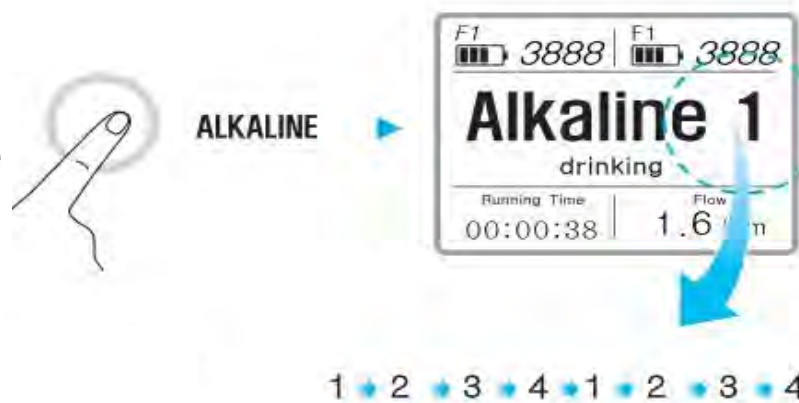 F1 3888 F1 3888
ALKALINE
Alkaline 1
drinking
Running Time Flow
00:00:38 1.6
1 2 3 4 1 2 3 4